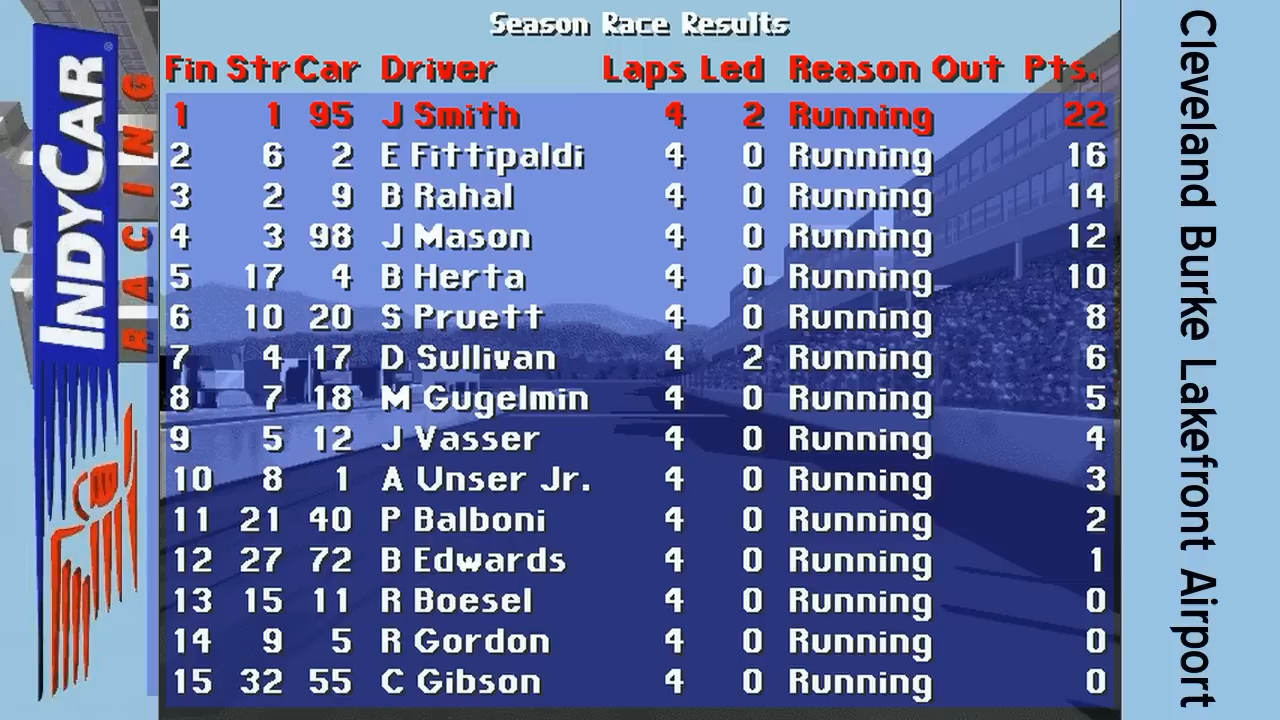 Season Race Results
Fin Str Car Driver Laps Led Reason Out Pts.
1 1 95 J Smith 4 2 Running 22
2 6 2 E Fittipaldi 4 0 Running 16
3 2 9 B Rahal 4 0 Running 14
4 3 98 J Mason 4 0 Running 12
5 17 4 B Herta 4 0 Running 10
6 10 20 S Pruett 4 0 Running 8
7 4 17 D Sullivan 4 2 Running 6
8 7 18 M Gugelmin 4 0 Running 5
9 5 12 J Vasser 4 0 Running 4
10 8 1 A Unser Jr. 4 0 Running 3
11 21 40 P Balboni 4 0 Running 2
12 27 72 B Edwards 4 0 Running 1
13 15 11 R Boesel 4 0 Running 0
14 9 5 R Gordon 4 0 Running 0
15 32 55 C Gibson 4 0 Running 0
INDYCAR®
RACING
Cleveland Burke Lakefront Airport